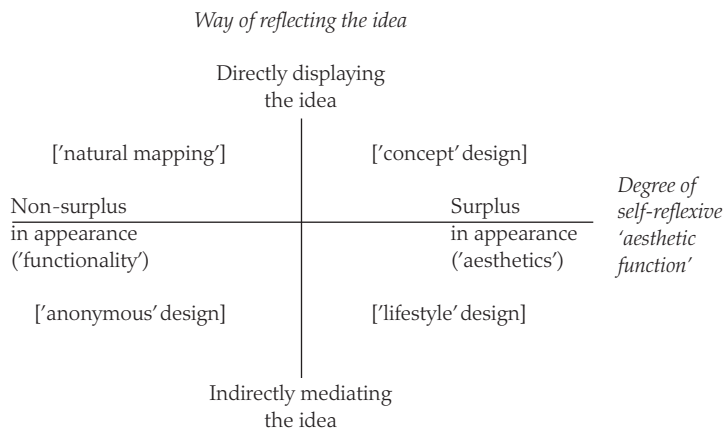 Way of reflecting the idea
Directly displaying
the idea
['natural mapping']
['concept' design]
Non-surplus
in appearance
('functionality')
Surplus
in appearance
('aesthetics')
Degree of
self-reflexive
'aesthetic
function'
['anonymous' design]
['lifestyle' design]
Indirectly mediating
the idea